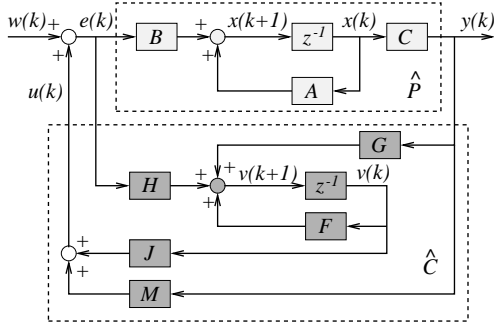 w(k) + e(k) B + x(k+1) z⁻¹ x(k) C y(k)
+ +
u(k) A P̂
G
+
H + v(k+1) z⁻¹ v(k)
+
F
+ J Ĉ
+
M